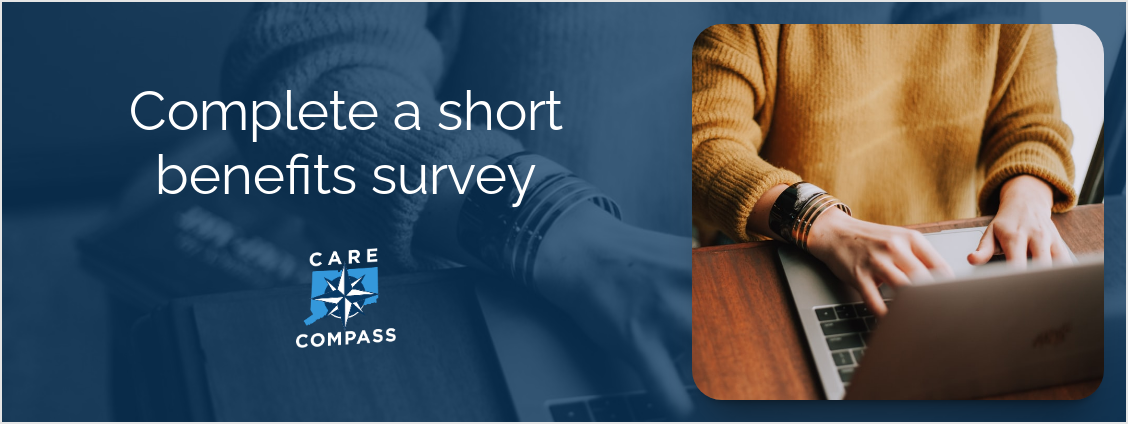 Complete a short
benefits survey
CARE
COMPASS